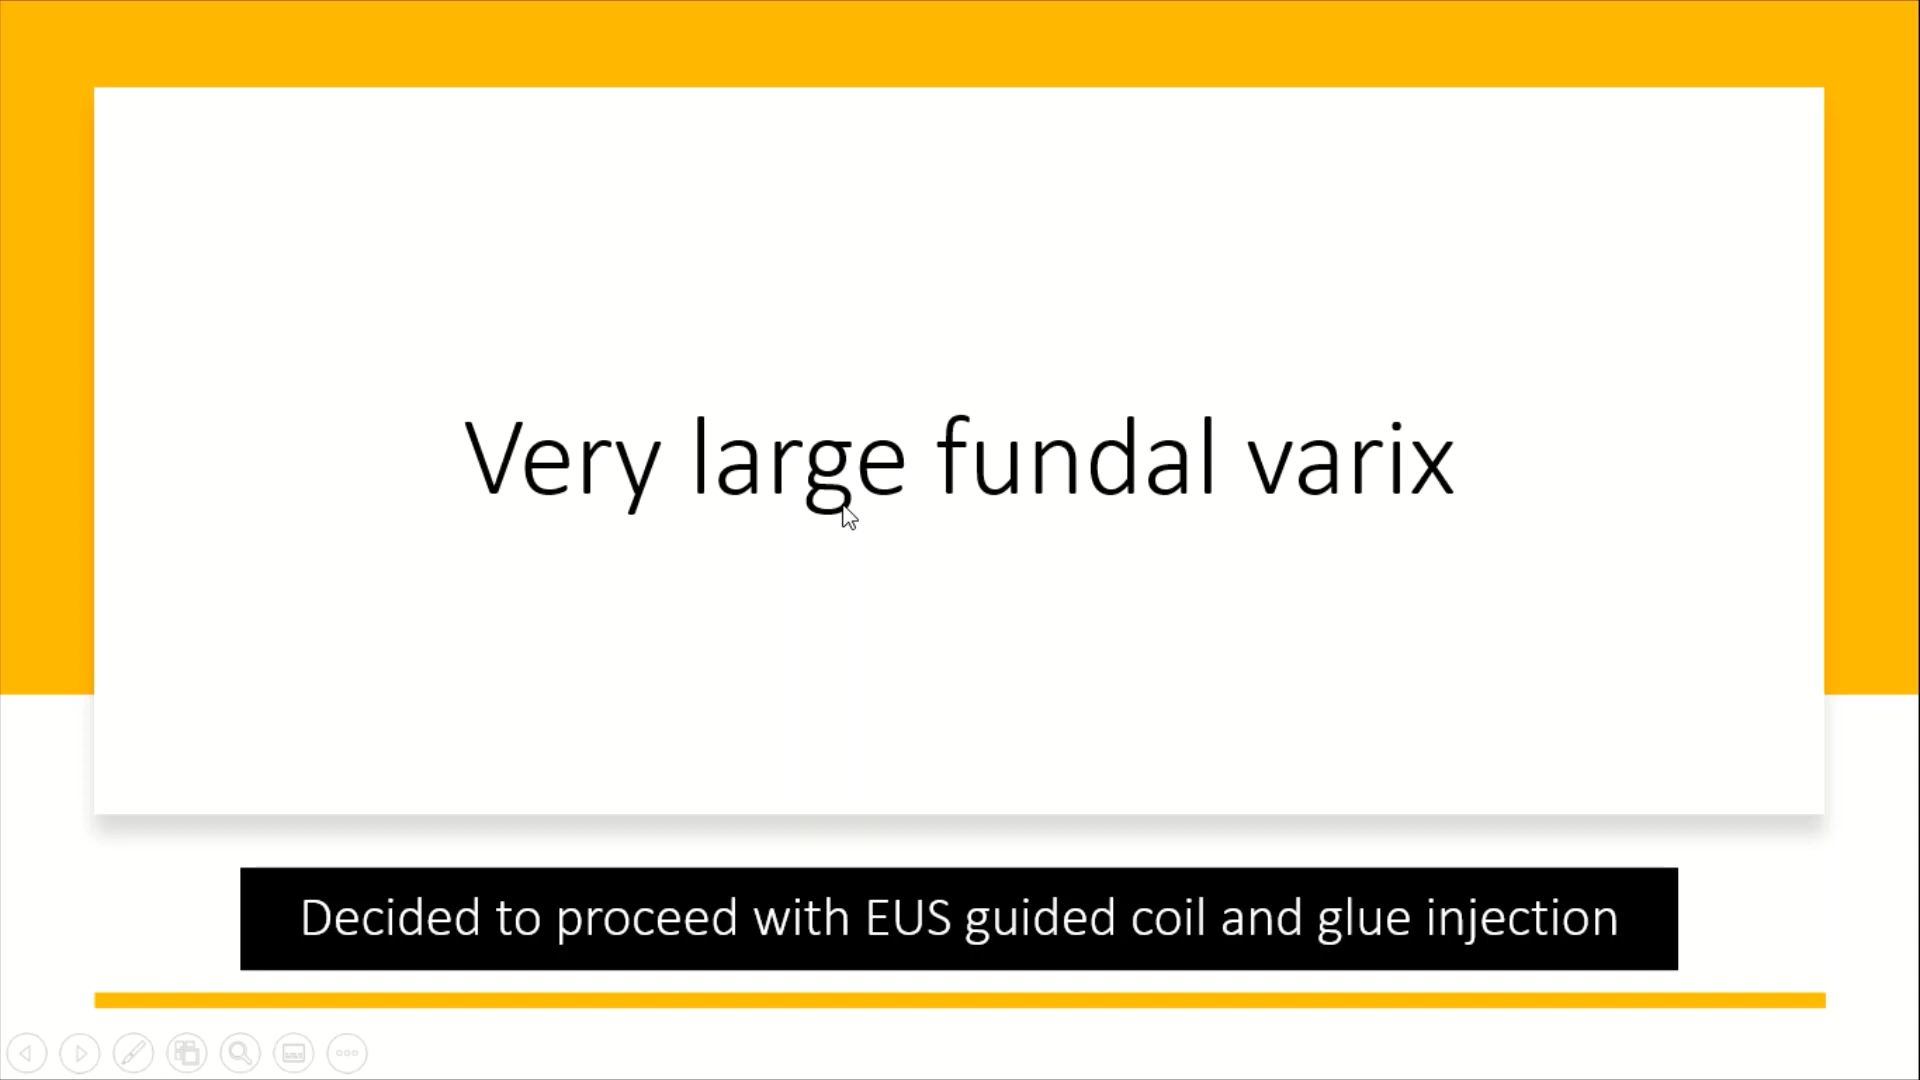 Very large fundal varix
Decided to proceed with EUS guided coil and glue injection